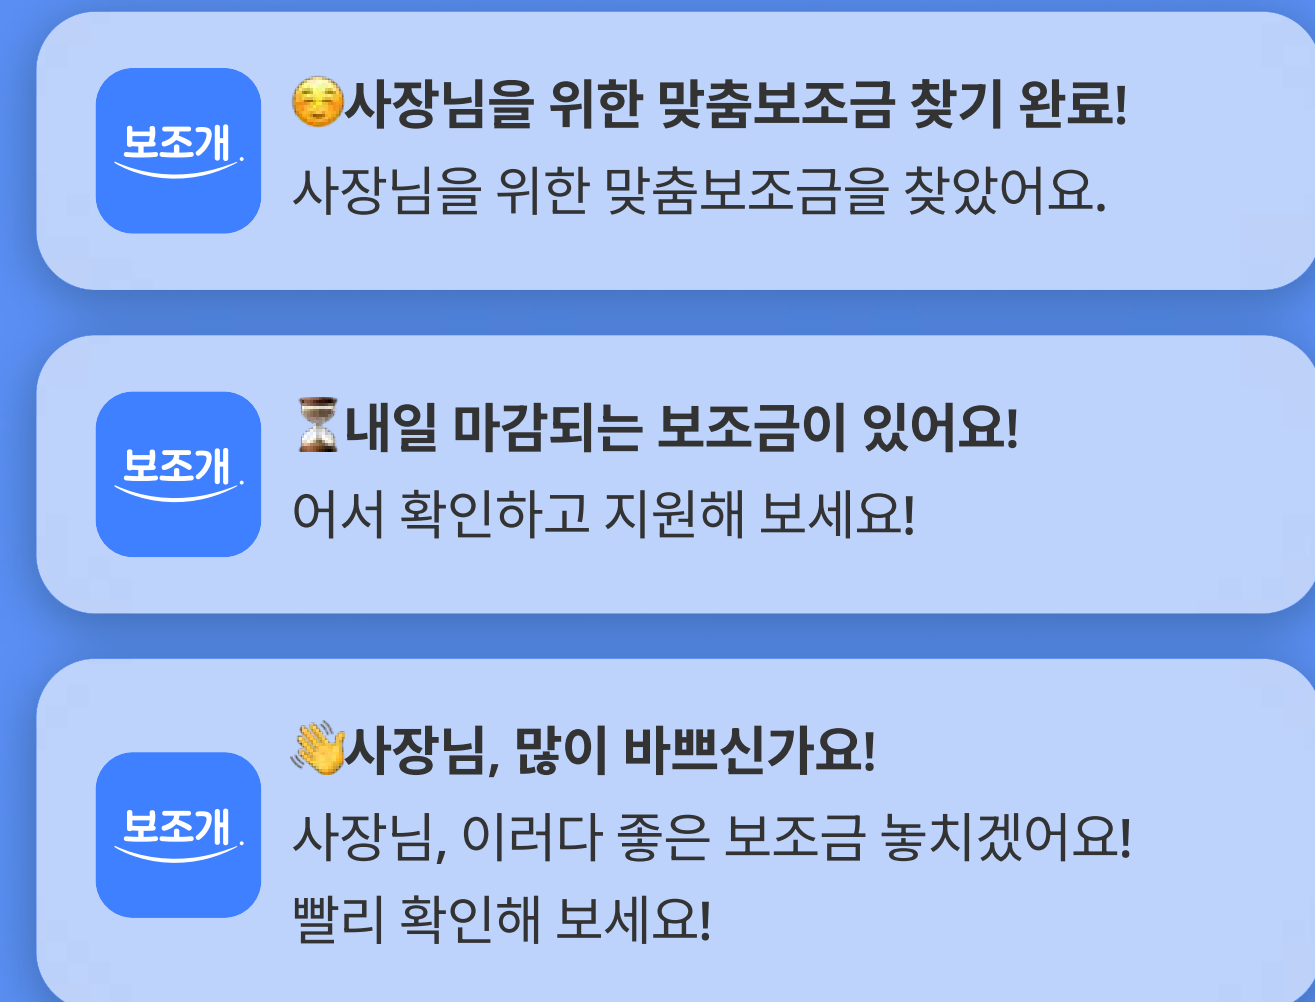 보조개.
☺️사장님을 위한 맞춤보조금 찾기 완료!
사장님을 위한 맞춤보조금을 찾았어요.
보조개.
⏳내일 마감되는 보조금이 있어요!
어서 확인하고 지원해 보세요!
보조개.
👋사장님, 많이 바쁘신가요!
사장님, 이러다 좋은 보조금 놓치겠어요!
빨리 확인해 보세요!